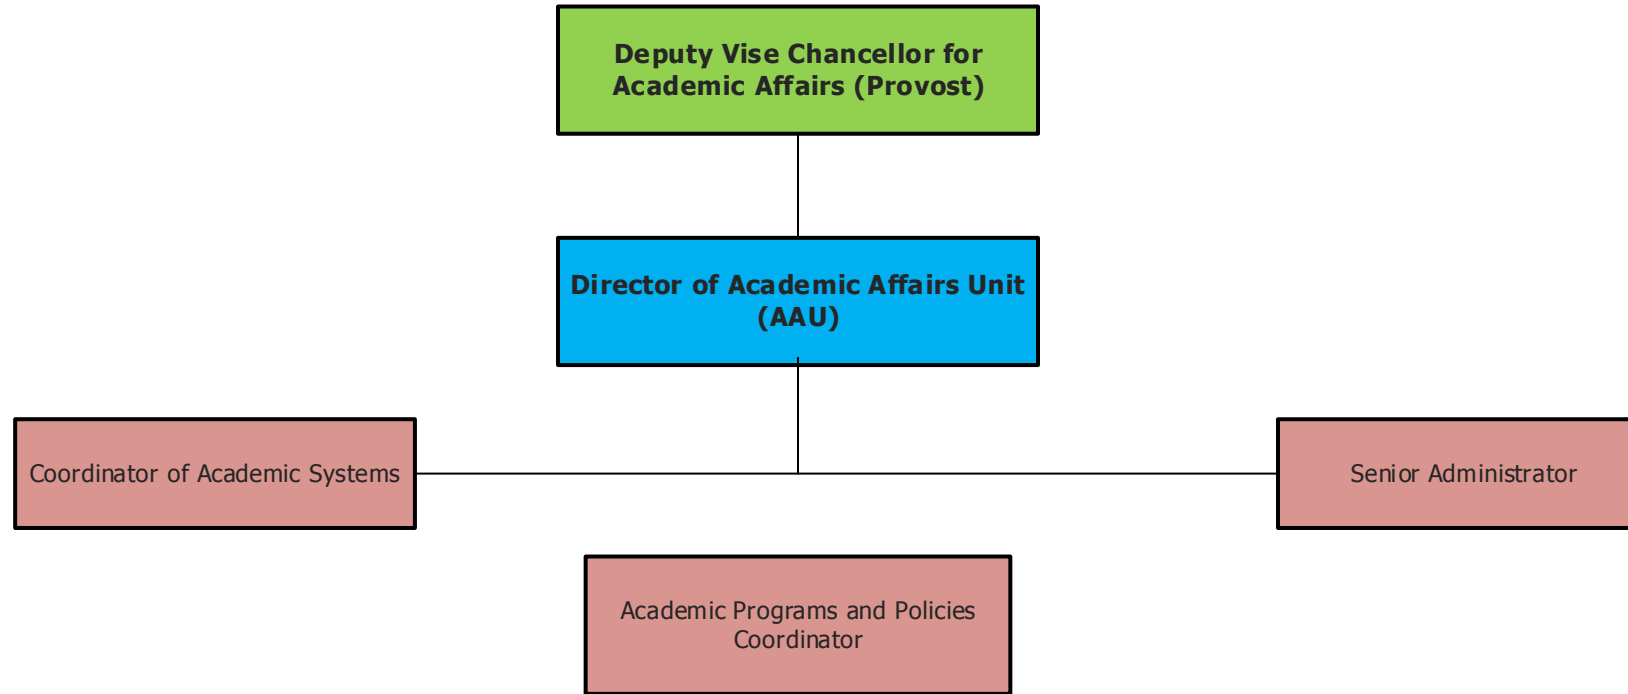 Deputy Vise Chancellor for
Academic Affairs (Provost)
Director of Academic Affairs Unit
(AAU)
Coordinator of Academic Systems
Senior Administrator
Academic Programs and Policies
Coordinator